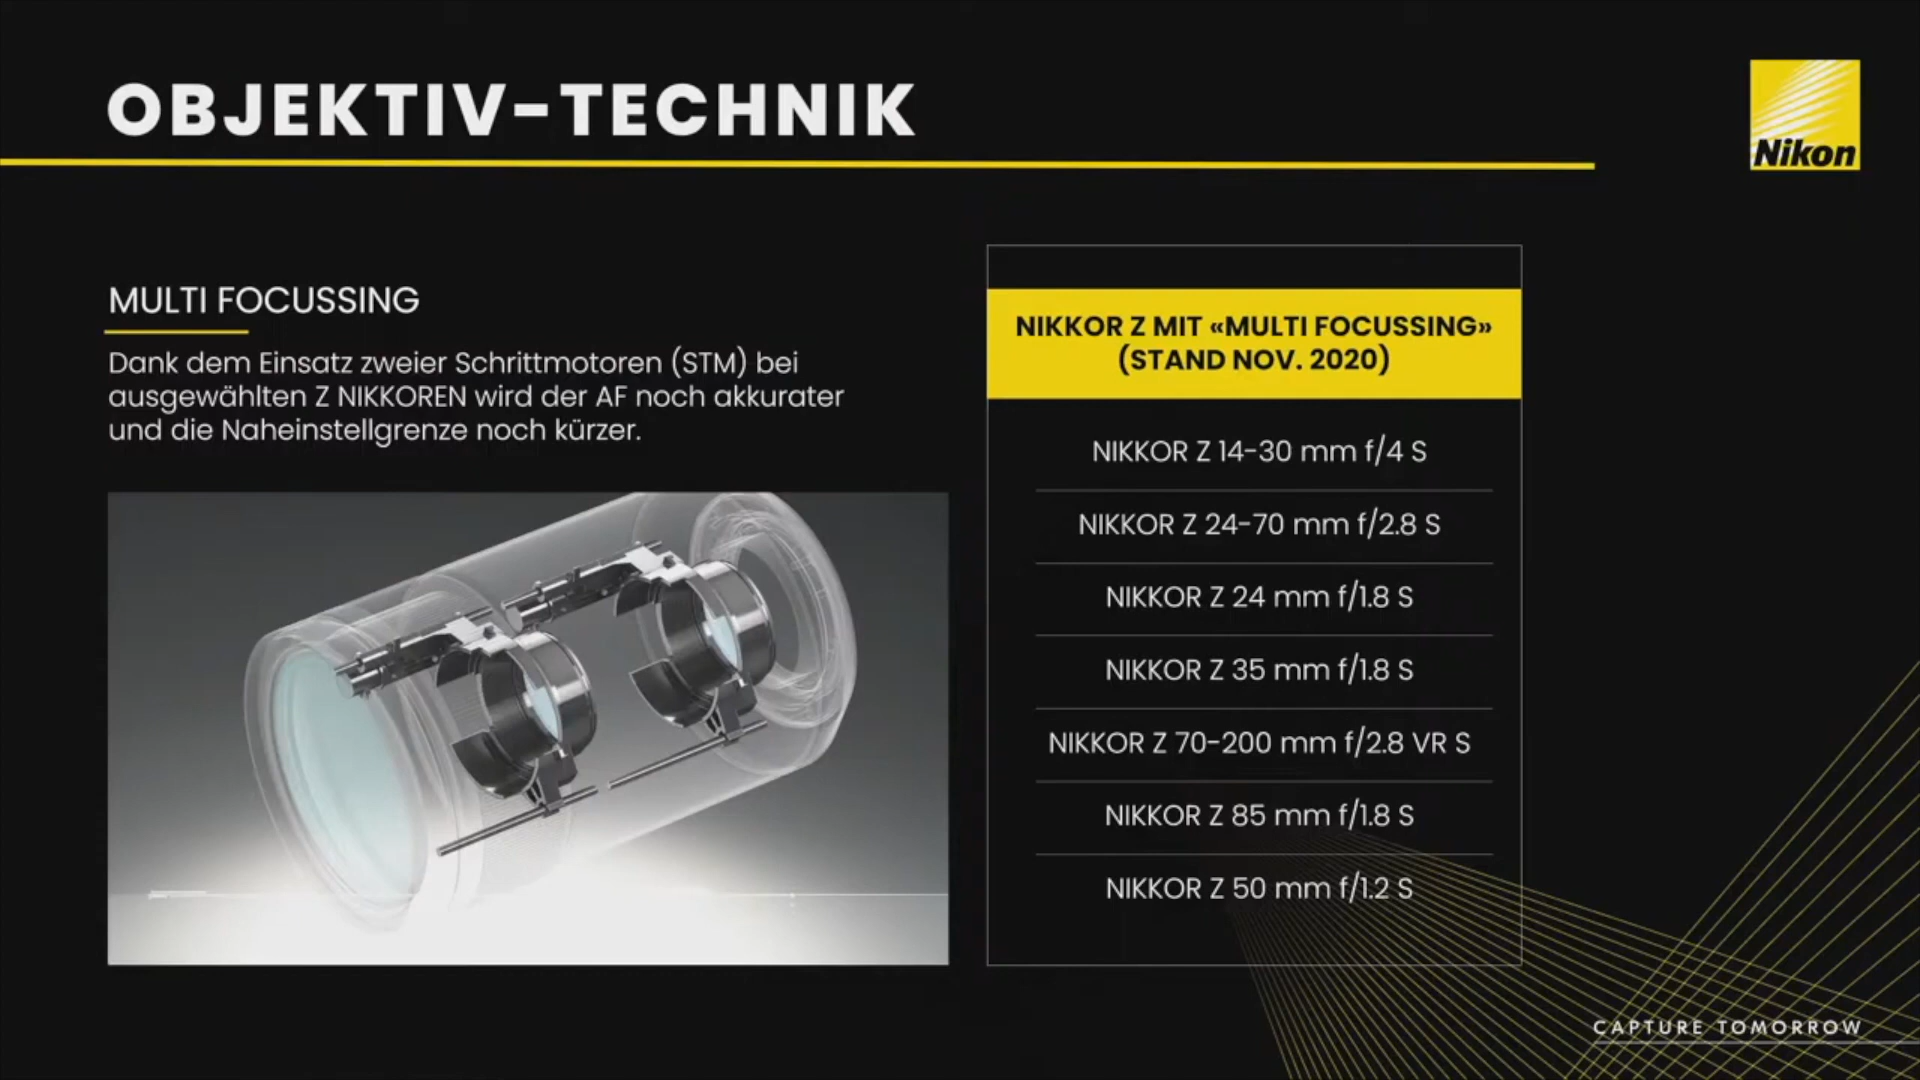 OBJEKTIV-TECHNIK
Nikon
MULTI FOCUSSING
Dank dem Einsatz zweier Schrittmotoren (STM) bei
ausgewählten Z NIKKOREN wird der AF noch akkurater
und die Naheinstellgrenze noch kürzer.
NIKKOR Z MIT «MULTI FOCUSSING»
(STAND NOV. 2020)
NIKKOR Z 14-30 mm f/4 S
NIKKOR Z 24-70 mm f/2.8 S
NIKKOR Z 24 mm f/1.8 S
NIKKOR Z 35 mm f/1.8 S
NIKKOR Z 70-200 mm f/2.8 VR S
NIKKOR Z 85 mm f/1.8 S
NIKKOR Z 50 mm f/1.2 S
CAPTURE TOMORROW